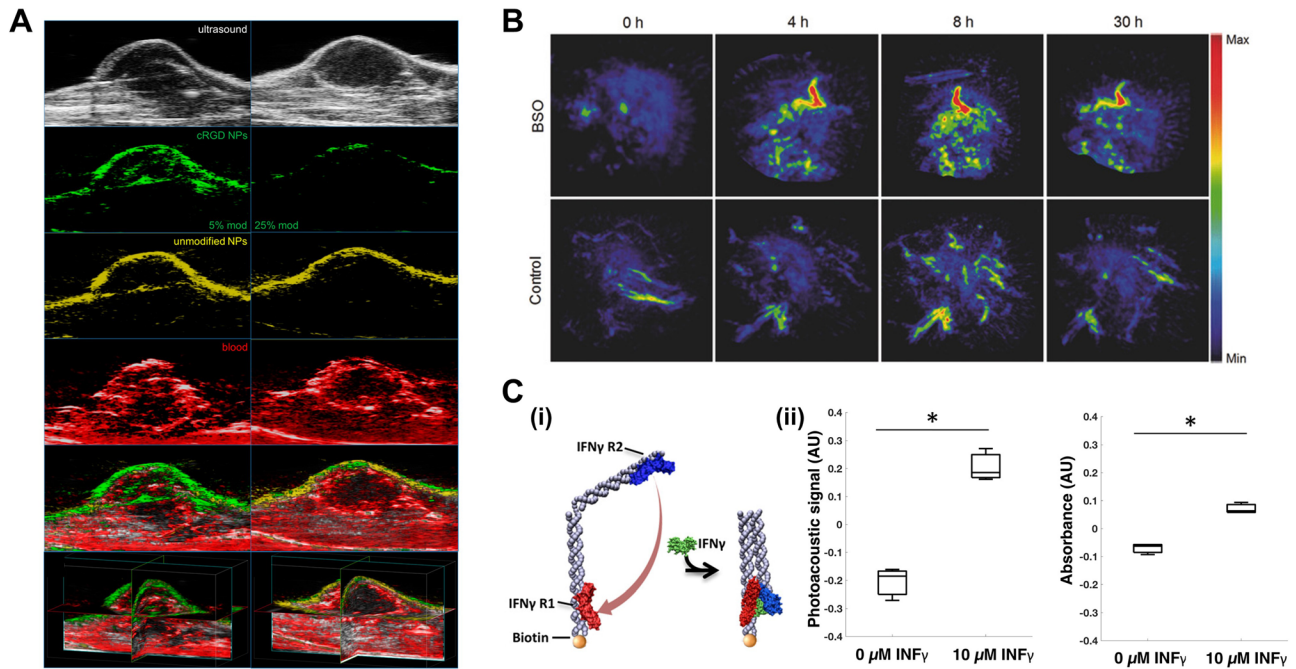 A
ultrasound
cRGD NPs
5% mod
25% mod
unmodified NPs
blood
B
0 h
4 h
8 h
30 h
BSO
Control
Max
Min
C
(i)
IFNγ R2
IFNγ
IFNγ R1
Biotin
(ii)
Photoacoustic signal (AU)
0.4
0.3
0.2
0.1
0
-0.1
-0.2
-0.3
-0.4
*
0 µM INFγ
10 µM INFγ
Absorbance (AU)
0.4
0.3
0.2
0.1
0
-0.1
-0.2
-0.3
-0.4
*
0 µM INFγ
10 µM INFγ